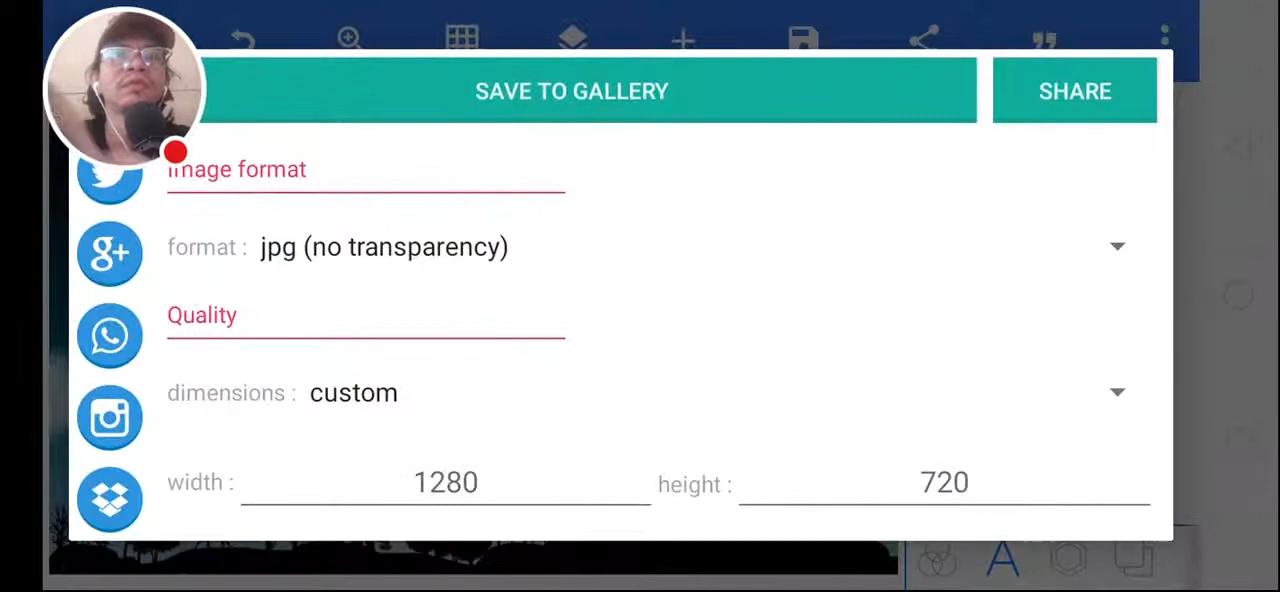 SAVE TO GALLERY
SHARE
Image format
format : jpg (no transparency)
Quality
dimensions : custom
width : 1280 height : 720